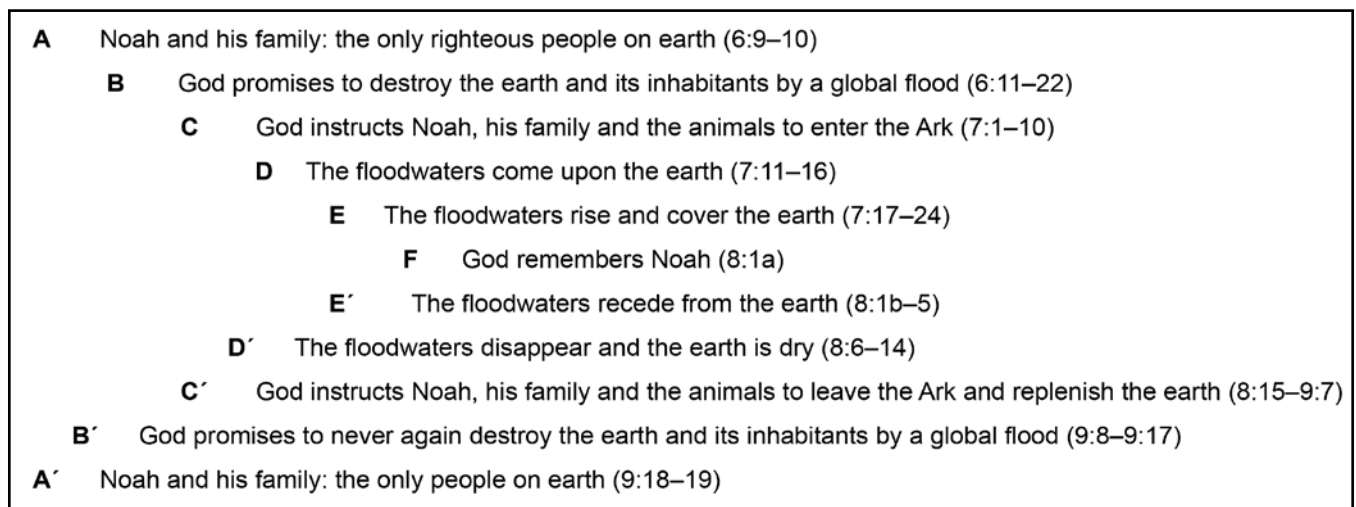 A Noah and his family: the only righteous people on earth (6:9–10)
B God promises to destroy the earth and its inhabitants by a global flood (6:11–22)
C God instructs Noah, his family and the animals to enter the Ark (7:1–10)
D The floodwaters come upon the earth (7:11–16)
E The floodwaters rise and cover the earth (7:17–24)
F God remembers Noah (8:1a)
E´ The floodwaters recede from the earth (8:1b–5)
D´ The floodwaters disappear and the earth is dry (8:6–14)
C´ God instructs Noah, his family and the animals to leave the Ark and replenish the earth (8:15–9:7)
B´ God promises to never again destroy the earth and its inhabitants by a global flood (9:8–9:17)
A´ Noah and his family: the only people on earth (9:18–19)